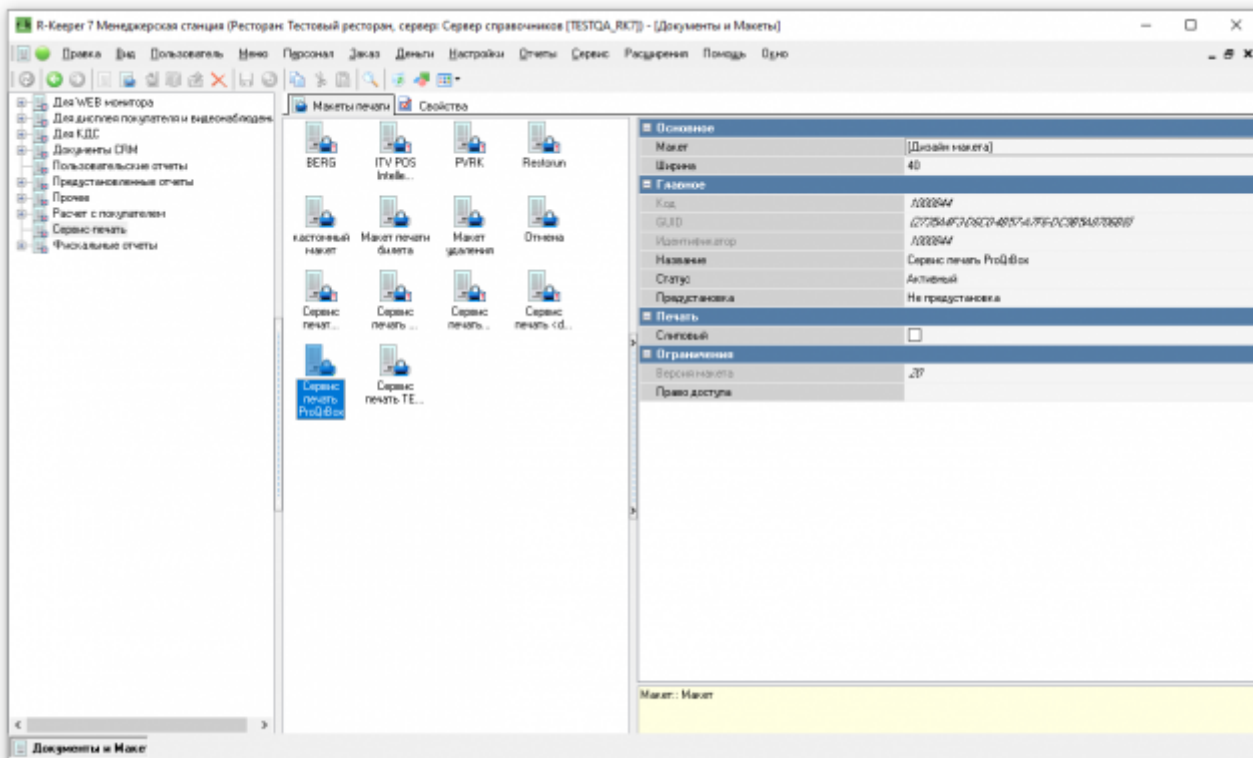 R-Keeper 7 Менеджерская станция (Ресторан: Тестовый ресторан, сервер: Сервер справочников [TESTQA_RK7]) - [Документы и Макеты]
Правка Вид Пользователь Меню Персонал Заказ Деньги Настройки Отчеты Сервис Расширения Помощь Окно
Для WEB монитора
Для дисплея покупателя и видеонаблюден
Для КДС
Документы CRM
Пользовательские отчеты
Предустановленные отчеты
Прочее
Расчет с покупателем
Сервис-печать
Фискальные отчеты
Макеты печати Свойства
BERG ITV POS Intelle... PVRK Restorun
кастомный макет Макет печати билета Макет удаления Отмена
Сервис печат... Сервис печать ... Сервис печать... Сервис печать <d...
Сервис печать ProQrBox Сервис печать TE...
Основное
Макет [Дизайн макета]
Ширина 40
Главное
Код 1000844
GUID
Идентификатор 1000844
Название Сервис печать ProQrBox
Статус Активный
Предустановка Не предустановка
Печать
Слиповый
Ограничения
Версия макета 20
Право доступа
Макет:: Макет
Документы и Маке